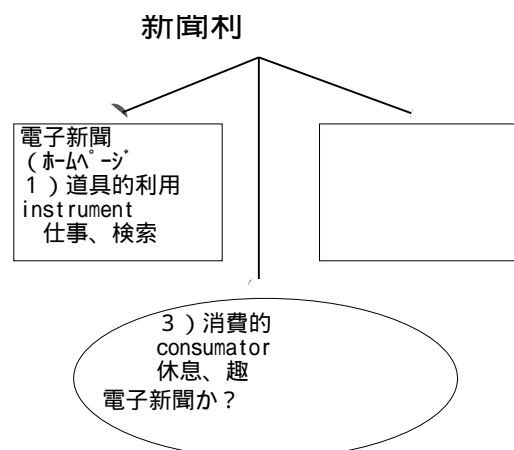 新聞利
電子新聞
(ホームページ
1)道具的利用
instrument
仕事、検索
3)消費的
consumator
休息、趣
電子新聞か?